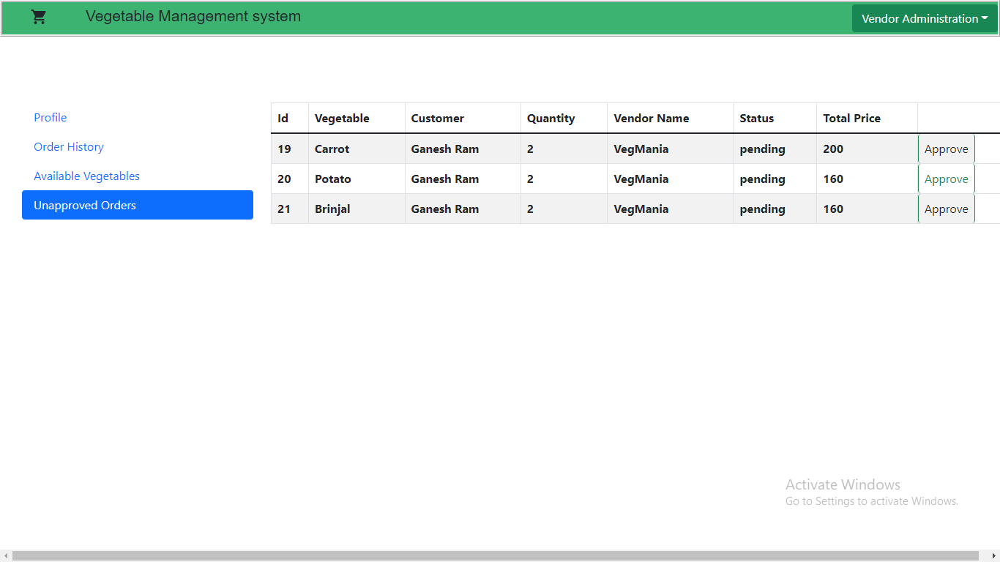 Vegetable Management system
Vendor Administration
Profile
Order History
Available Vegetables
Unapproved Orders
Id Vegetable Customer Quantity Vendor Name Status Total Price
19 Carrot Ganesh Ram 2 VegMania pending 200 Approve
20 Potato Ganesh Ram 2 VegMania pending 160 Approve
21 Brinjal Ganesh Ram 2 VegMania pending 160 Approve
Activate Windows
Go to Settings to activate Windows.